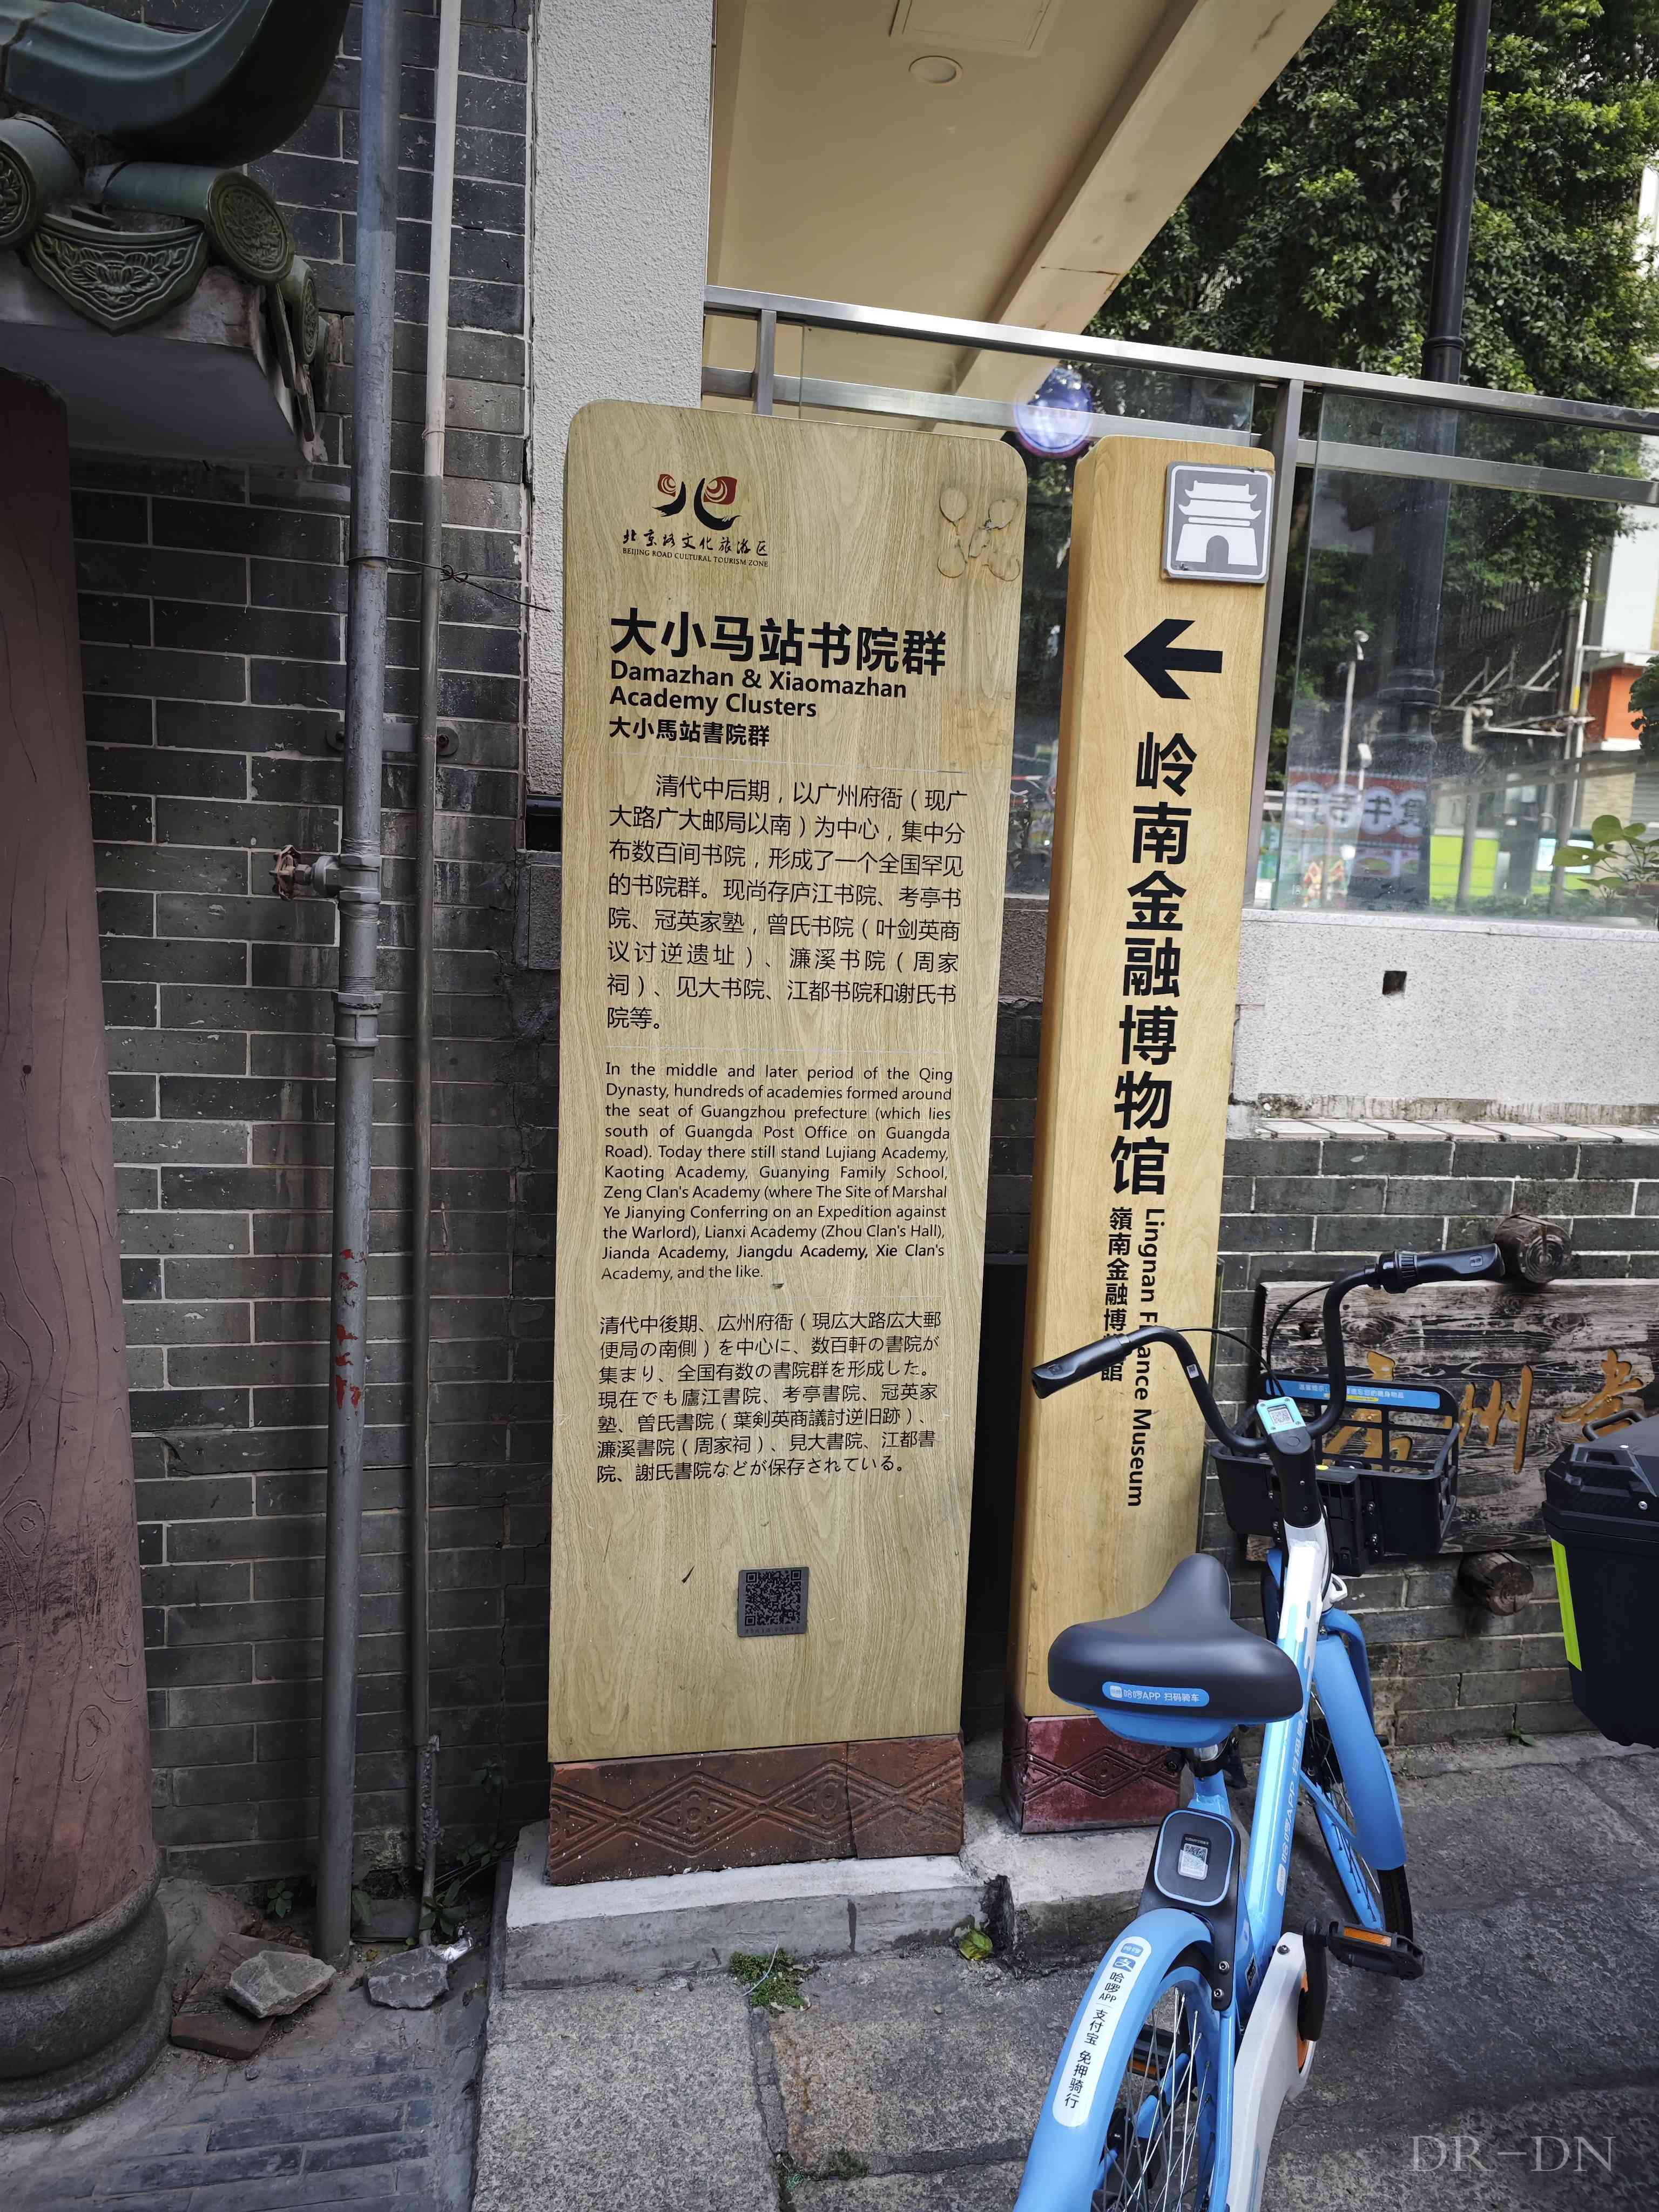 北京路文化旅游区
BEIJING ROAD CULTURAL TOURISM ZONE
大小马站书院群
Damazhan & Xiaomazhan
Academy Clusters
大小馬站書院群
清代中后期，以广州府衙（现广
大路广大邮局以南）为中心，集中分
布数百间书院，形成了一个全国罕见
的书院群。现尚存庐江书院、考亭书
院、冠英家塾，曾氏书院（叶剑英商
议讨逆遗址）、濂溪书院（周家
祠）、见大书院、江都书院和谢氏书
院等。
In the middle and later period of the Qing
Dynasty, hundreds of academies formed around
the seat of Guangzhou prefecture (which lies
south of Guangda Post Office on Guangda
Road). Today there still stand Lujiang Academy,
Kaoting Academy, Guanying Family School,
Zeng Clan's Academy (where The Site of Marshal
Ye Jianying Conferring on an Expedition against
the Warlord), Lianxi Academy (Zhou Clan's Hall),
Jianda Academy, Jiangdu Academy, Xie Clan's
Academy, and the like.
清代中後期、広州府衙（現広大路広大郵
便局の南側）を中心に、数百軒の書院が
集まり、全国有数の書院群を形成した。
現在でも廬江書院、考亭書院、冠英家
塾、曽氏書院（葉剣英商議討逆旧跡）、
濂溪書院（周家祠）、見大書院、江都書
院、謝氏書院などが保存されている。
岭南金融博物馆
Lingnan F ance Museum
嶺南金融博 館
州
哈啰APP 扫码骑车
哈啰APP 扫码骑车
哈啰APP 支付宝 免押骑行
DR-DN